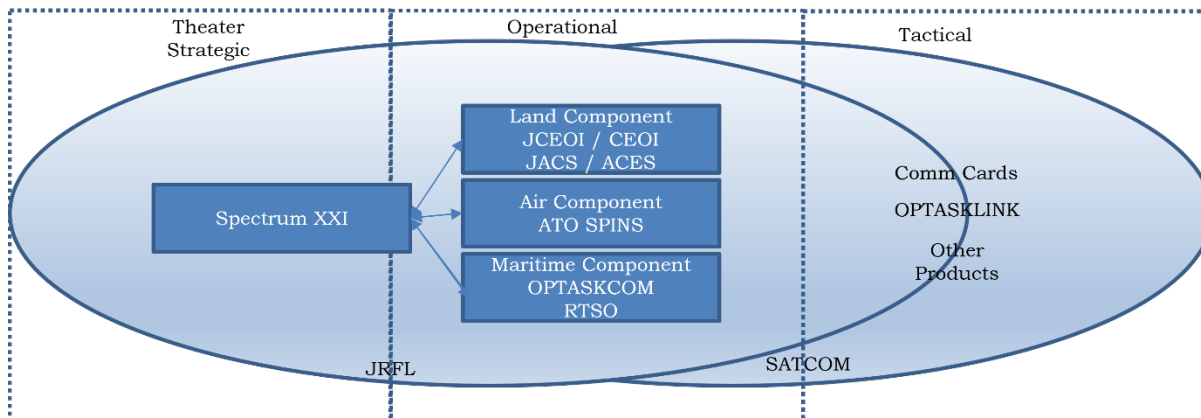 Theater
Strategic
Operational
Tactical
Land Component
JCEOI / CEOI
JACS / ACES
Spectrum XXI
Air Component
ATO SPINS
Maritime Component
OPTASKCOM
RTSO
Comm Cards
OPTASKLINK
Other
Products
JRFL
SATCOM